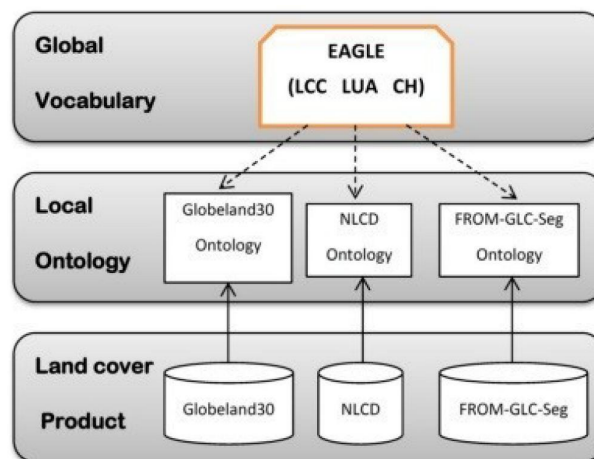 Global
Vocabulary
EAGLE
(LCC LUA CH)
Local
Ontology
Globeland30
Ontology
NLCD
Ontology
FROM-GLC-Seg
Ontology
Land cover
Product
Globeland30
NLCD
FROM-GLC-Seg